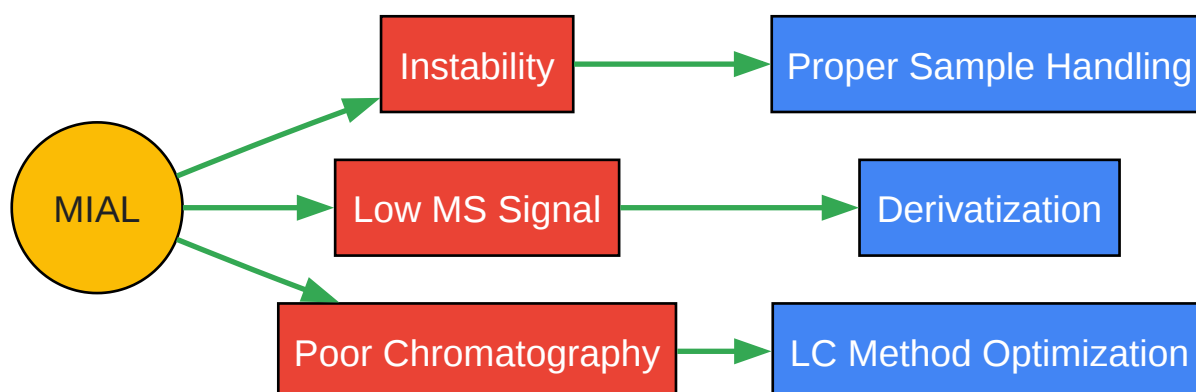 MIAL
Instability
Proper Sample Handling
Low MS Signal
Derivatization
Poor Chromatography
LC Method Optimization